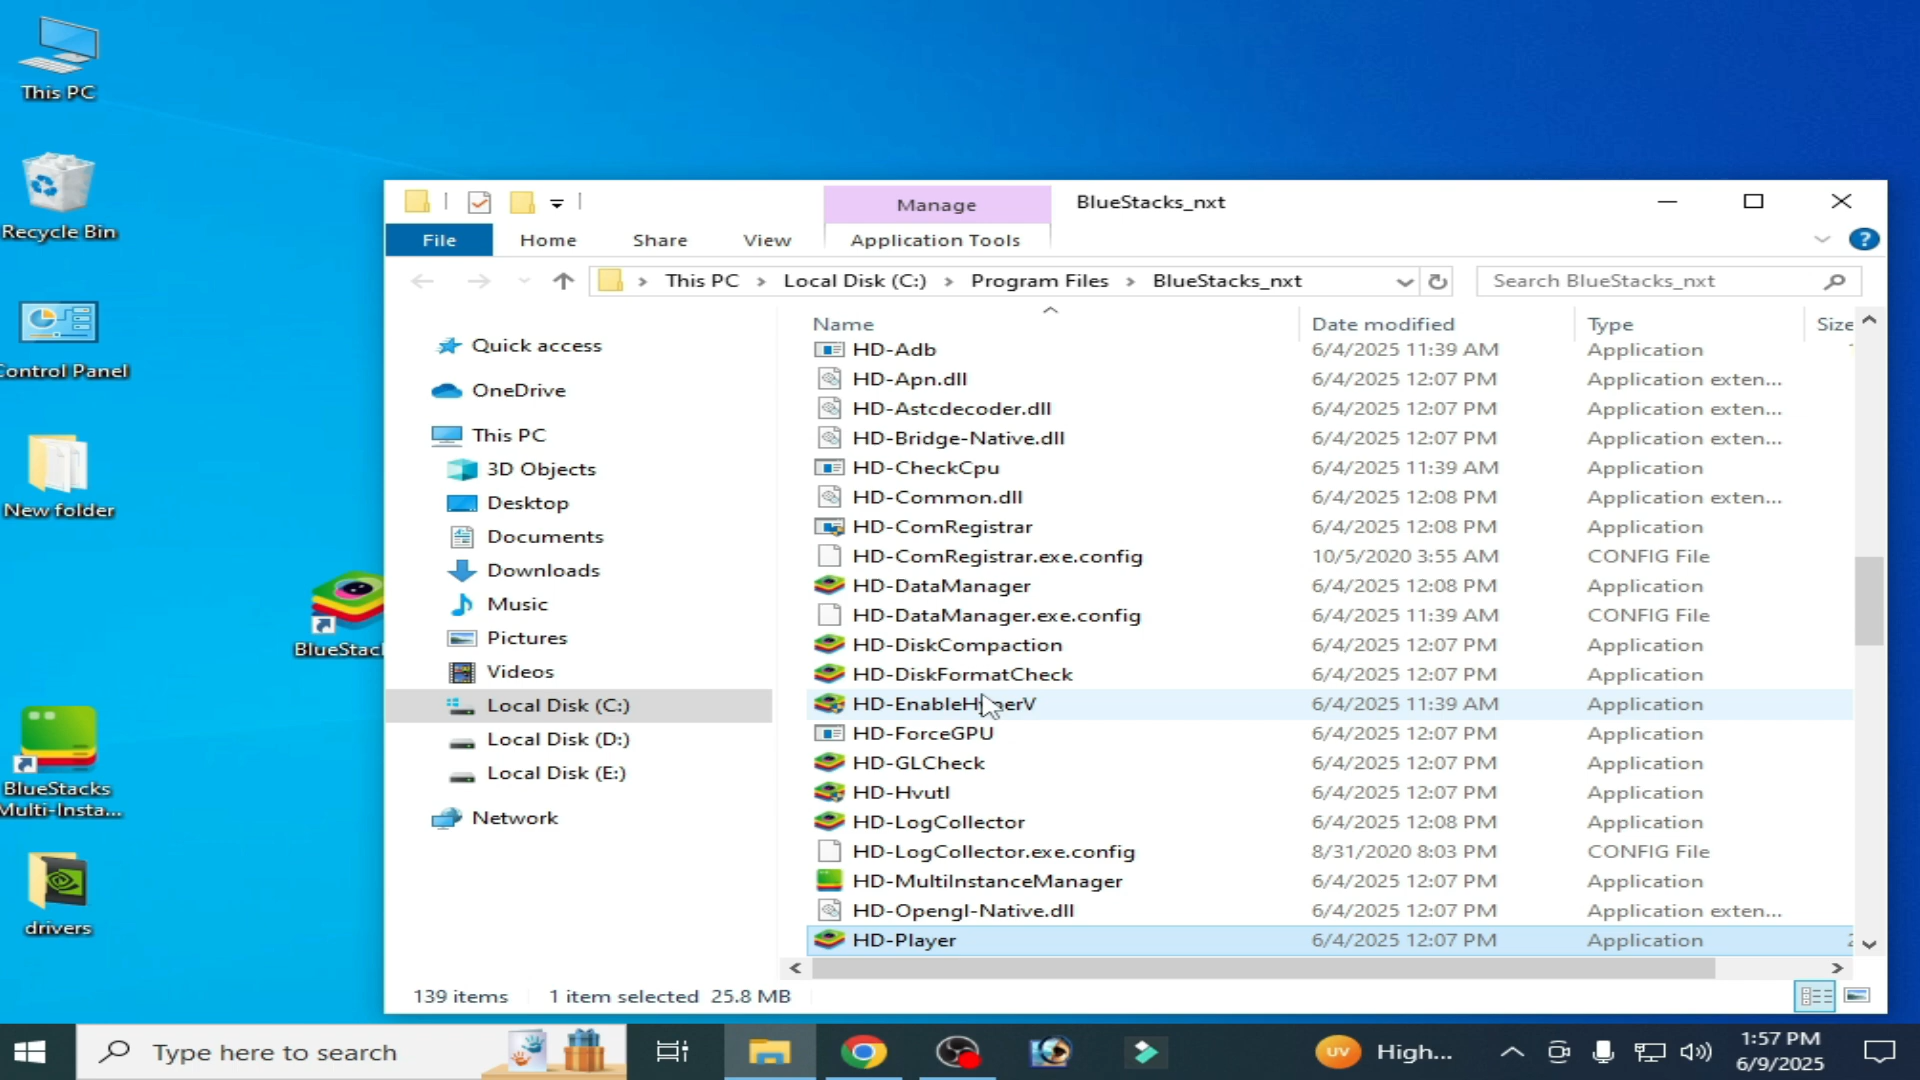 This PC
Recycle Bin
Control Panel
New folder
BlueStac
BlueStacks
Multi-Insta...
drivers
Manage
BlueStacks_nxt
File
Home
Share
View
Application Tools
This PC
Local Disk (C:)
Program Files
BlueStacks_nxt
Search BlueStacks_nxt
Quick access
OneDrive
This PC
3D Objects
Desktop
Documents
Downloads
Music
Pictures
Videos
Local Disk (C:)
Local Disk (D:)
Local Disk (E:)
Network
Name Date modified Type Size
HD-Adb 6/4/2025 11:39 AM Application
HD-Apn.dll 6/4/2025 12:07 PM Application exten...
HD-Astcdecoder.dll 6/4/2025 12:07 PM Application exten...
HD-Bridge-Native.dll 6/4/2025 12:07 PM Application exten...
HD-CheckCpu 6/4/2025 11:39 AM Application
HD-Common.dll 6/4/2025 12:08 PM Application exten...
HD-ComRegistrar 6/4/2025 12:08 PM Application
HD-ComRegistrar.exe.config 10/5/2020 3:55 AM CONFIG File
HD-DataManager 6/4/2025 12:08 PM Application
HD-DataManager.exe.config 6/4/2025 11:39 AM CONFIG File
HD-DiskCompaction 6/4/2025 12:07 PM Application
HD-DiskFormatCheck 6/4/2025 12:07 PM Application
HD-EnableHyperV 6/4/2025 11:39 AM Application
HD-ForceGPU 6/4/2025 12:07 PM Application
HD-GLCheck 6/4/2025 12:07 PM Application
HD-Hvutl 6/4/2025 12:07 PM Application
HD-LogCollector 6/4/2025 12:08 PM Application
HD-LogCollector.exe.config 8/31/2020 8:03 PM CONFIG File
HD-MultiInstanceManager 6/4/2025 12:07 PM Application
HD-Opengl-Native.dll 6/4/2025 12:07 PM Application exten...
HD-Player 6/4/2025 12:07 PM Application
139 items 1 item selected 25.8 MB
Type here to search
UV High...
1:57 PM
6/9/2025